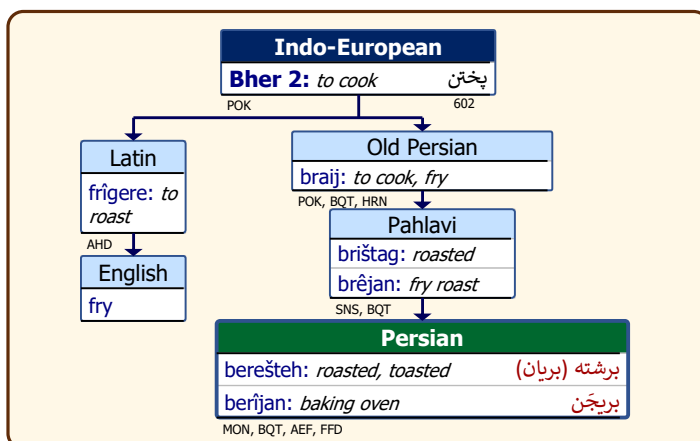 Indo-European
Bher 2: to cook پختن
POK 602
Latin
frîgere: to
roast
AHD
English
fry
Old Persian
braij: to cook, fry
POK, BQT, HRN
Pahlavi
brištag: roasted
brêjan: fry roast
SNS, BQT
Persian
berešteh: roasted, toasted برشته (بریان)
berîjan: baking oven بریجَن
MON, BQT, AEF, FFD